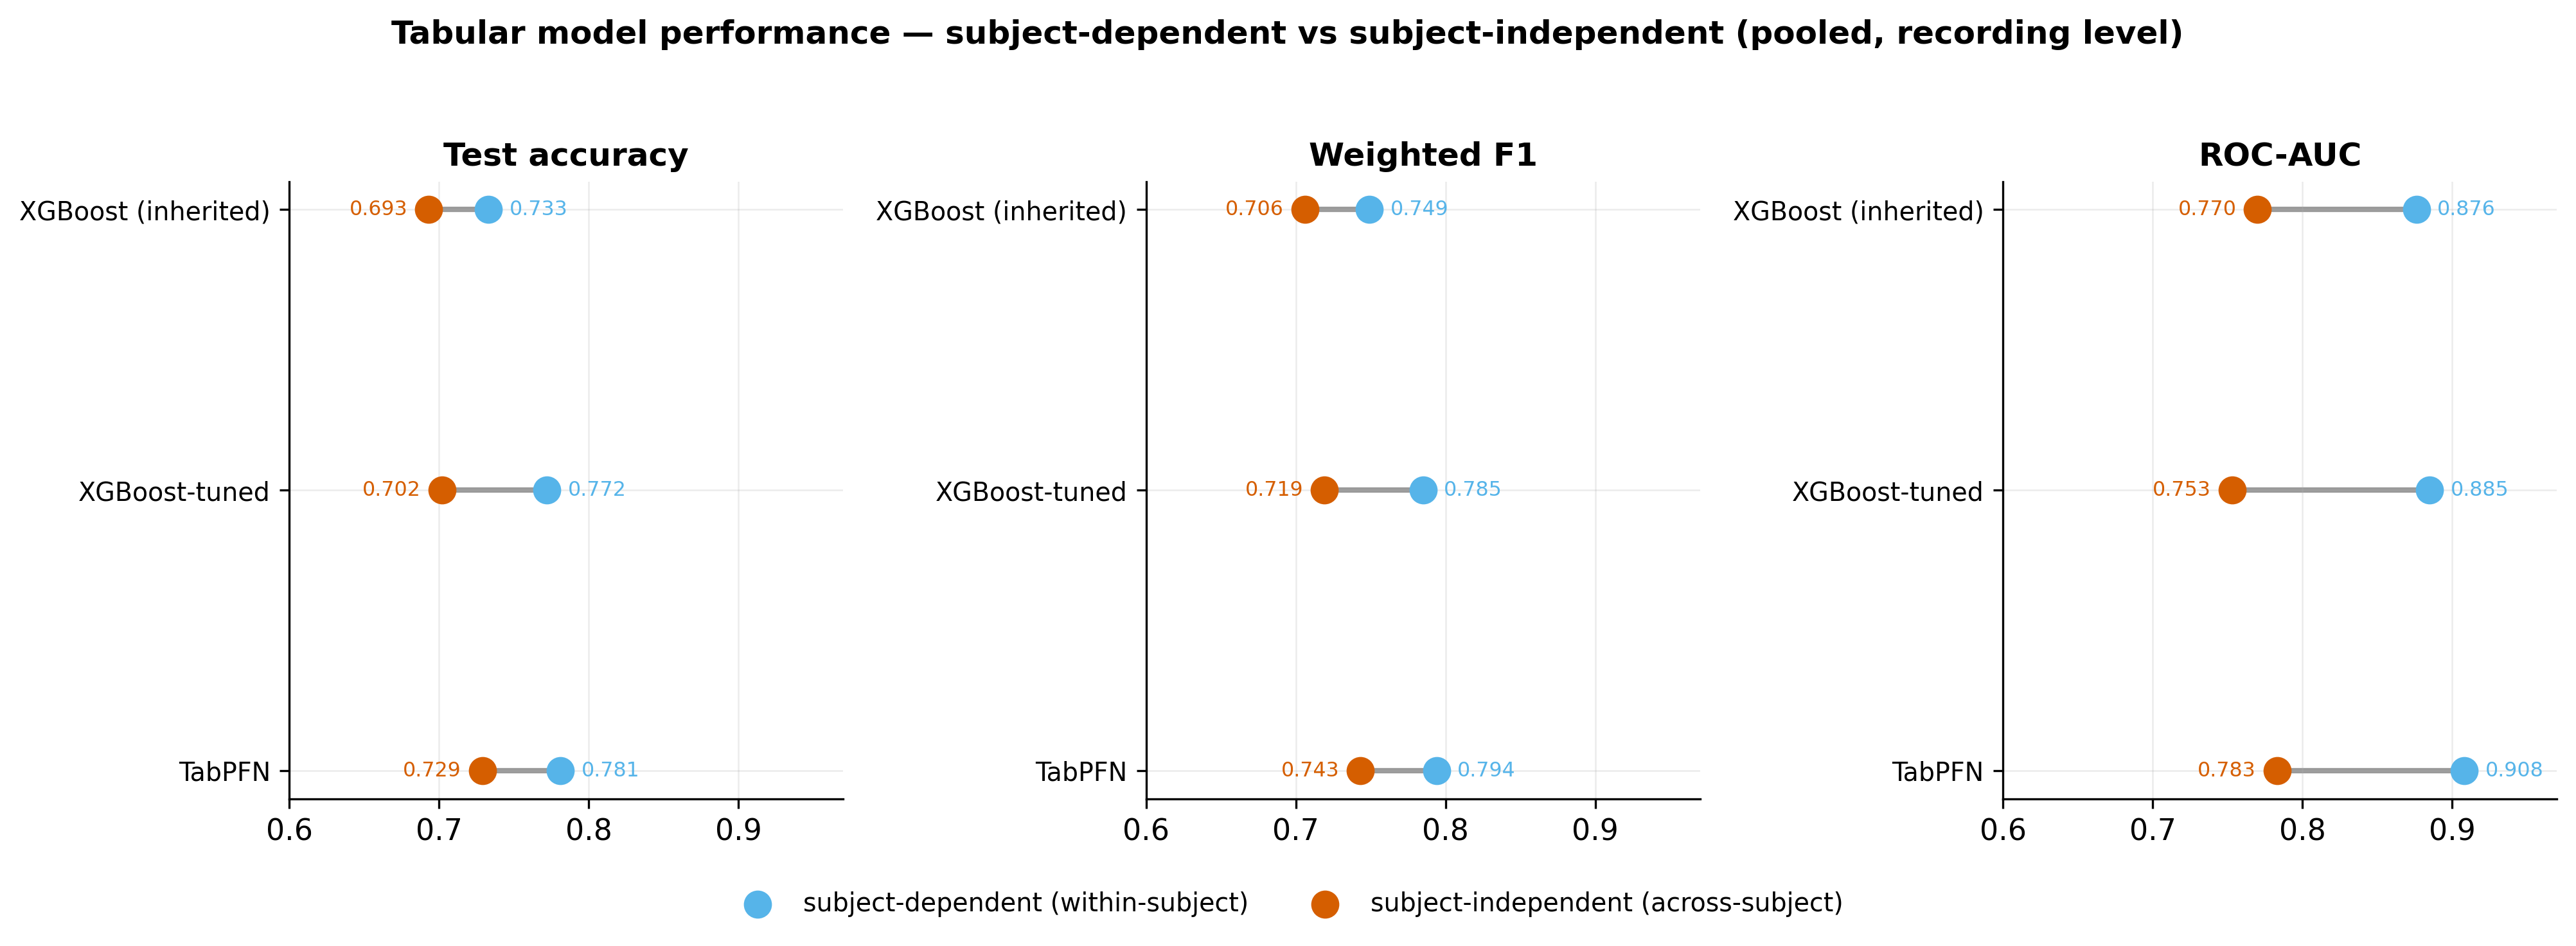 Tabular model performance — subject-dependent vs subject-independent (pooled, recording level)
Test accuracy
XGBoost (inherited)
0.693
0.733
XGBoost-tuned
0.702
0.772
TabPFN
0.729
0.781
0.6
0.7
0.8
0.9
Weighted F1
XGBoost (inherited)
0.706
0.749
XGBoost-tuned
0.719
0.785
TabPFN
0.743
0.794
0.6
0.7
0.8
0.9
ROC-AUC
XGBoost (inherited)
0.770
0.876
XGBoost-tuned
0.753
0.885
TabPFN
0.783
0.908
0.6
0.7
0.8
0.9
subject-dependent (within-subject)
subject-independent (across-subject)